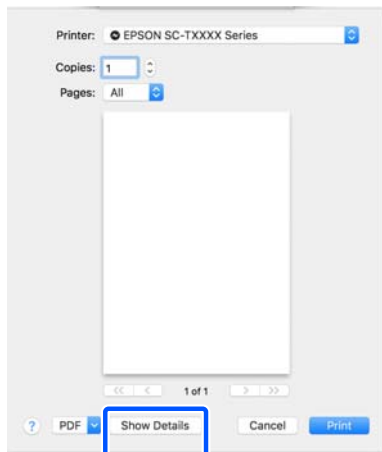 Printer: EPSON SC-TXXXX Series
Copies: 1
Pages: All
<< < 1 of 1 > >>
? PDF Show Details Cancel Print